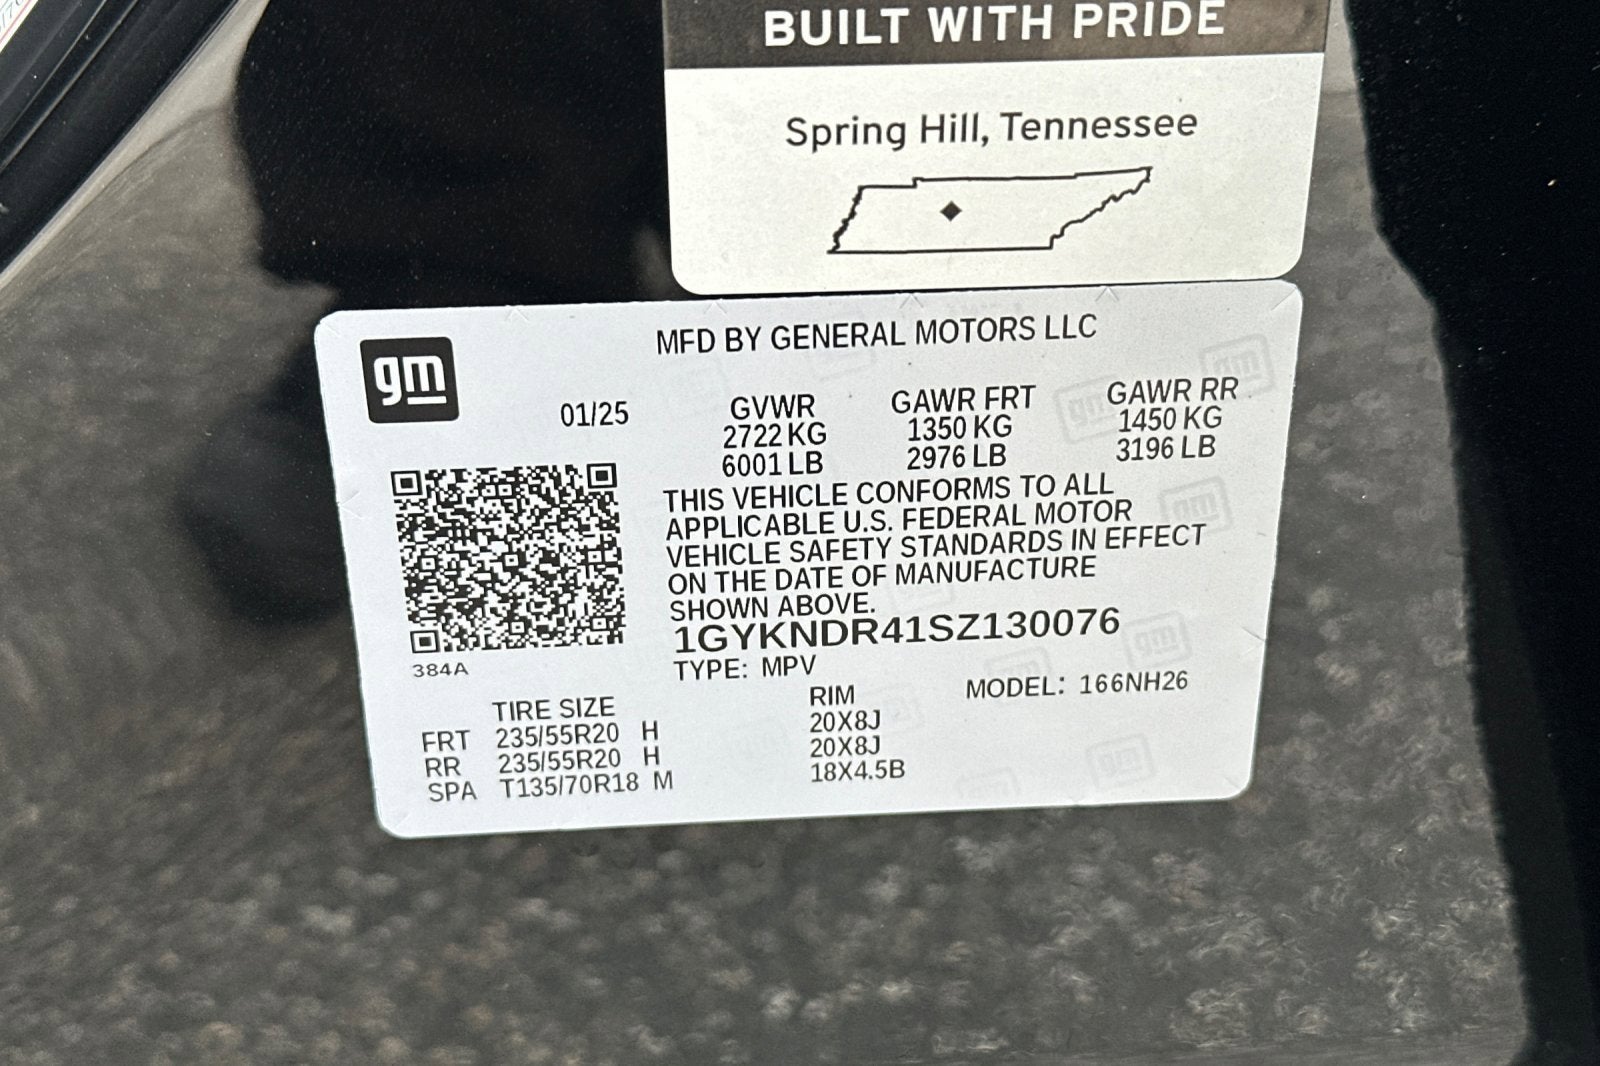 BUILT WITH PRIDE
Spring Hill, Tennessee
gm
MFD BY GENERAL MOTORS LLC
01/25
GVWR
2722 KG
6001 LB
GAWR FRT
1350 KG
2976 LB
GAWR RR
1450 KG
3196 LB
THIS VEHICLE CONFORMS TO ALL
APPLICABLE U.S. FEDERAL MOTOR
VEHICLE SAFETY STANDARDS IN EFFECT
ON THE DATE OF MANUFACTURE
SHOWN ABOVE.
1GYKNDR41SZ130076
384A
TYPE: MPV
MODEL: 166NH26
TIRE SIZE RIM
FRT 235/55R20 H 20X8J
RR 235/55R20 H 20X8J
SPA T135/70R18 M 18X4.5B